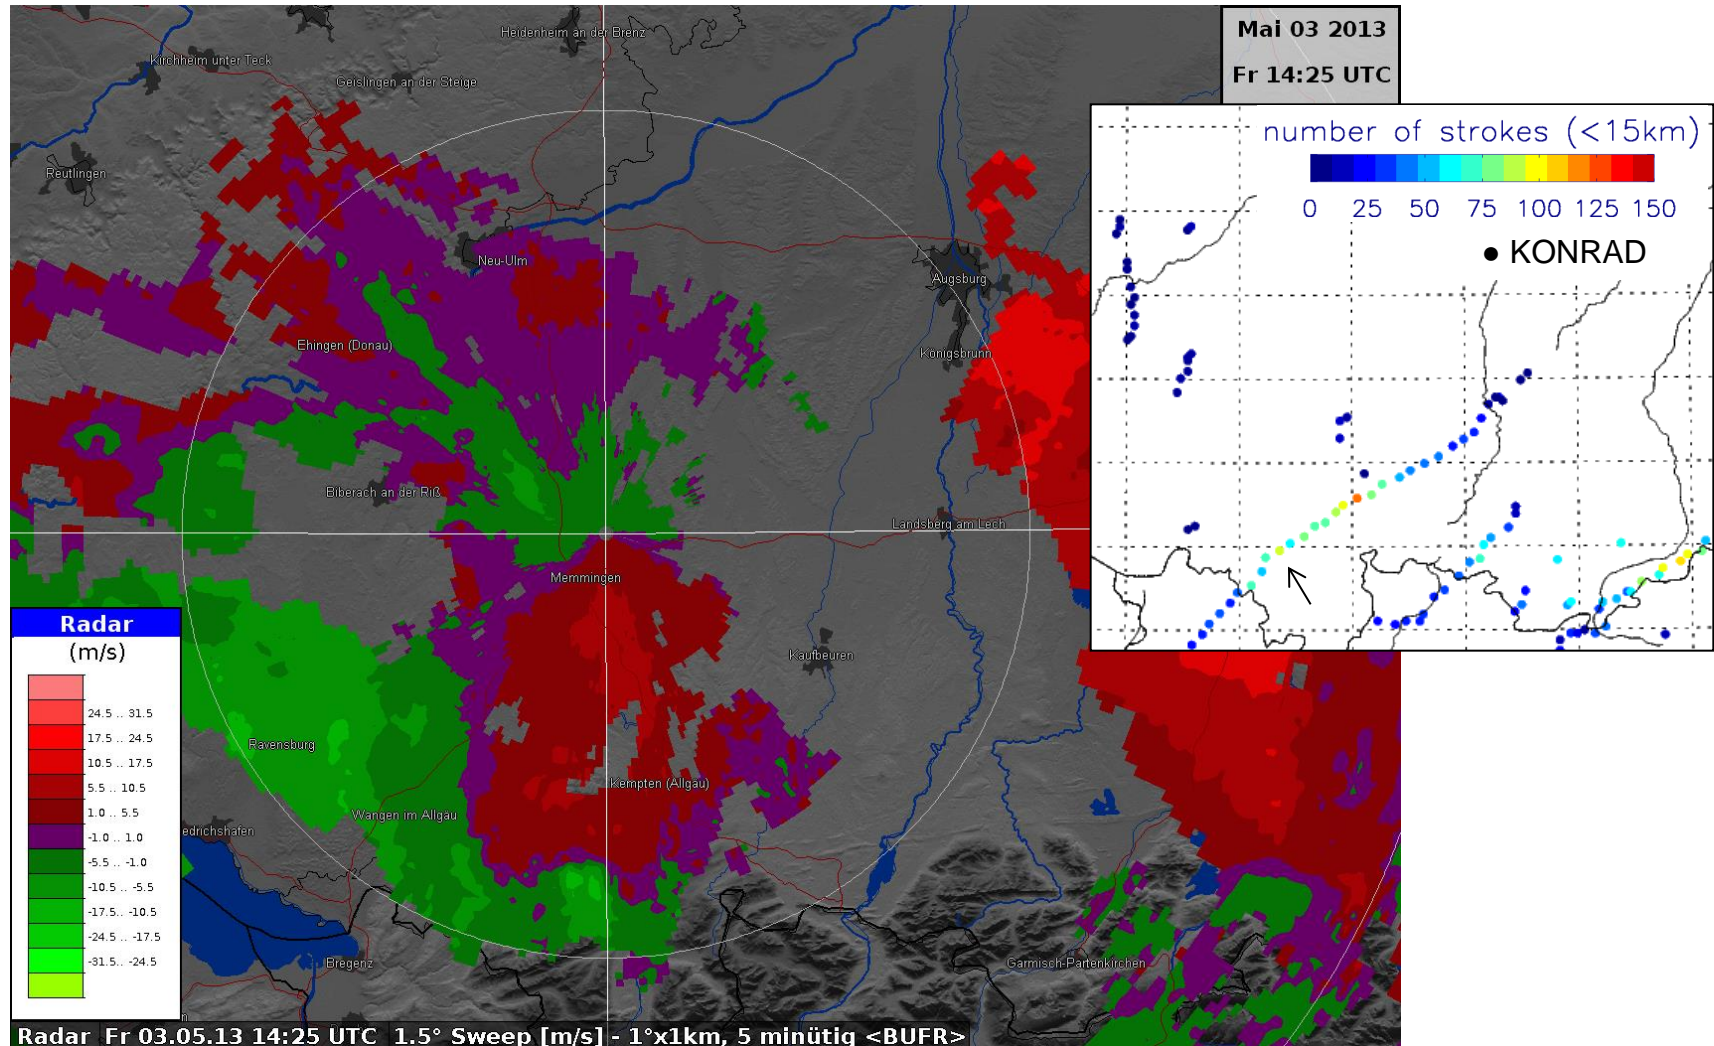 Mai 03 2013
Fr 14:25 UTC
Heidenheim an der Brenz
Kirchheim unter Teck
Geislingen an der Steige
number of strokes (<15km)
0 25 50 75 100 125 150
KONRAD
Reutlingen
Neu-Ulm
Augsburg
Ehingen (Donau)
Königsbrunn
Biberach an der Riß
Landsberg am Lech
Memmingen
Kaufbeuren
Ravensburg
Kempten (Allgäu)
Wangen im Allgäu
edrichshafen
Bregenz
Garmisch-Partenkirchen
Radar
(m/s)
24.5 .. 31.5
17.5 .. 24.5
10.5 .. 17.5
5.5 .. 10.5
1.0 .. 5.5
-1.0 .. 1.0
-5.5 .. -1.0
-10.5 .. -5.5
-17.5 .. -10.5
-24.5 .. -17.5
-31.5 .. -24.5
n
Radar Fr 03.05.13 14:25 UTC 1.5° Sweep [m/s] - 1°x1km, 5 minütig <BUFR>